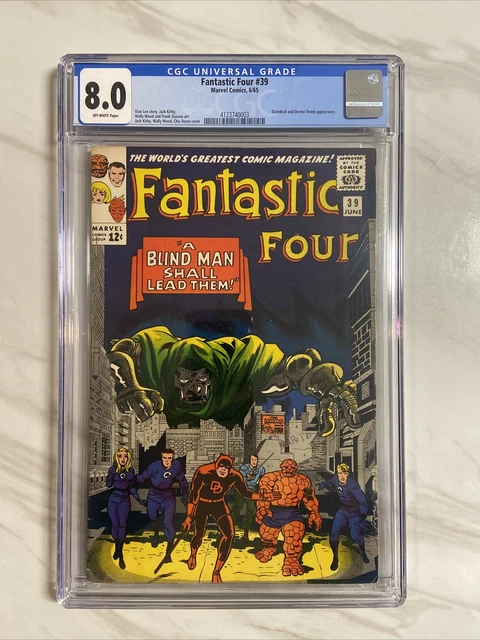 CGC UNIVERSAL GRADE
Fantastic Four #39
Marvel Comics, 6/65
8.0
OFF-WHITE Pages
Stan Lee story, Jack Kirby,
Wally Wood and Frank Giacoia art
Jack Kirby, Wally Wood, Chic Stone cover
Daredevil and Doctor Doom appearance.
4123740003
THE WORLD'S GREATEST COMIC MAGAZINE!
APPROVED
BY THE
COMICS
CODE
AUTHORITY
Fantastic
Four
39
JUNE
MARVEL
COMICS
GROUP
12¢
"A
BLIND MAN
SHALL
LEAD THEM!"
DD
4